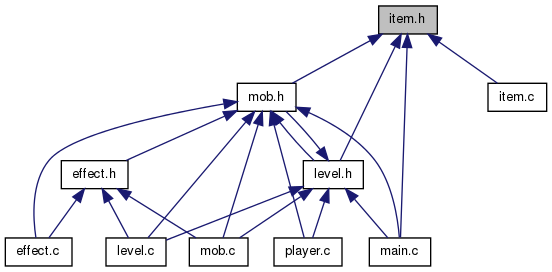 item.h
mob.h
item.c
effect.h
level.h
effect.c
level.c
mob.c
player.c
main.c